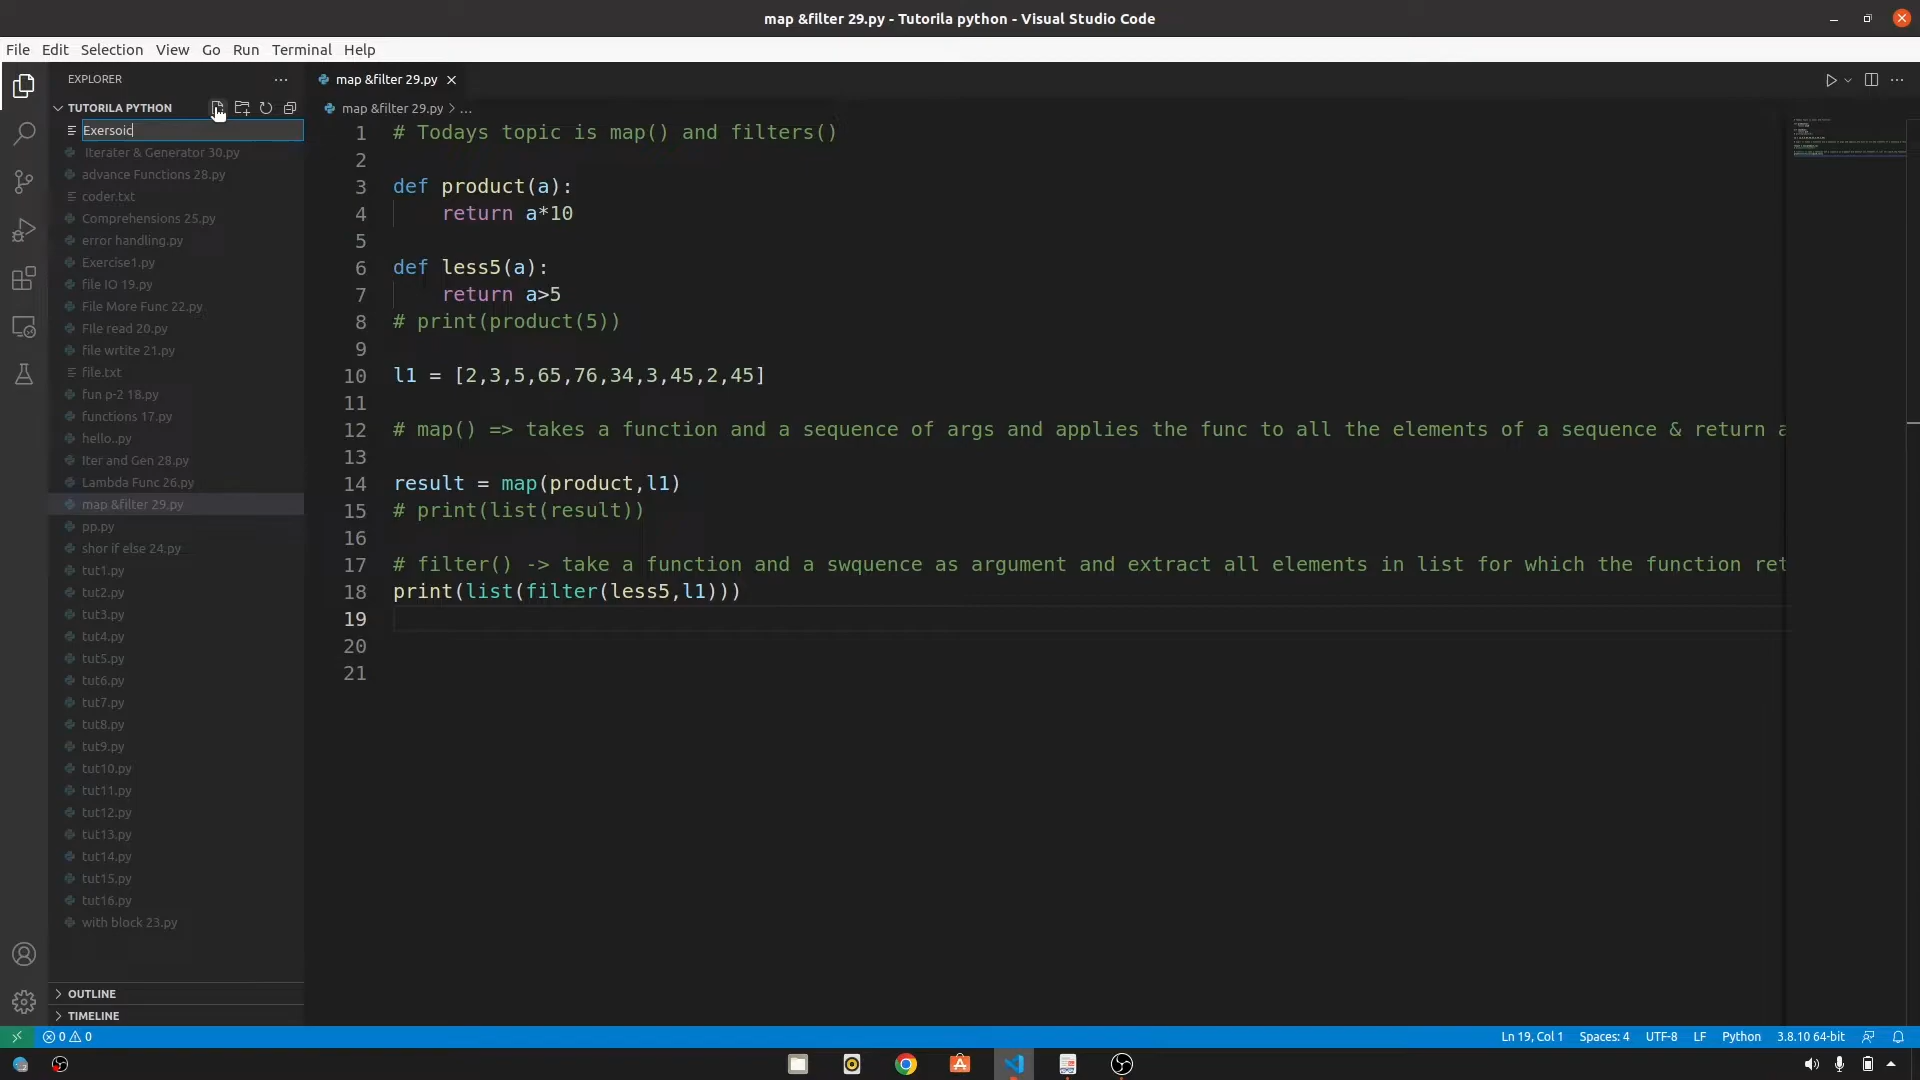 map &filter 29.py - Tutorila python - Visual Studio Code
File Edit Selection View Go Run Terminal Help
EXPLORER
map &filter 29.py
TUTORILA PYTHON
map &filter 29.py > ...
Exersoic
Iterater & Generator 30.py
advance Functions 28.py
coder.txt
Comprehensions 25.py
error handling.py
Exercise1.py
file IO 19.py
File More Func 22.py
FIle read 20.py
file wrtite 21.py
file.txt
fun p-2 18.py
functions 17.py
hello..py
Iter and Gen 28.py
Lambda Func 26.py
map &filter 29.py
pp.py
shor if else 24.py
tut1.py
tut2.py
tut3.py
tut4.py
tut5.py
tut6.py
tut7.py
tut8.py
tut9.py
tut10.py
tut11.py
tut12.py
tut13.py
tut14.py
tut15.py
tut16.py
with block 23.py
OUTLINE
TIMELINE
1 # Todays topic is map() and filters()
2
3 def product(a):
4 return a*10
5
6 def less5(a):
7 return a>5
8 # print(product(5))
9
10 l1 = [2,3,5,65,76,34,3,45,2,45]
11
12 # map() => takes a function and a sequence of args and applies the func to all the elements of a sequence & return a
13
14 result = map(product,l1)
15 # print(list(result))
16
17 # filter() -> take a function and a swquence as argument and extract all elements in list for which the function ret
18 print(list(filter(less5,l1)))
19
20
21
0 0
Ln 19, Col 1 Spaces: 4 UTF-8 LF Python 3.8.10 64-bit